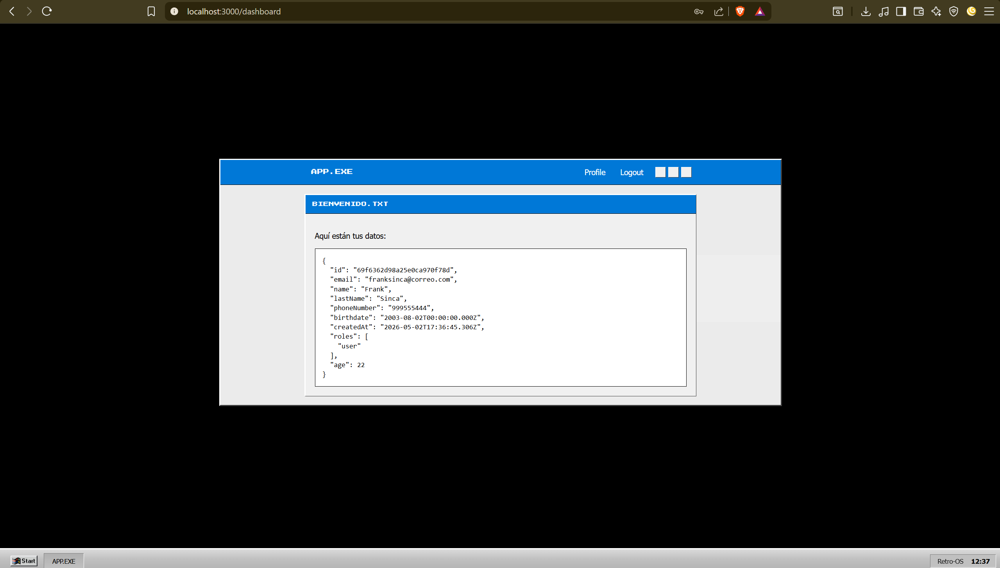 localhost:3000/dashboard
APP.EXE
Profile
Logout
BIENVENIDO.TXT
Aquí están tus datos:
{
  "id": "69f6362d98a25e0ca970f78d",
  "email": "franksinca@correo.com",
  "name": "Frank",
  "lastName": "Sinca",
  "phoneNumber": "999555444",
  "birthdate": "2003-08-02T00:00:00.000Z",
  "createdAt": "2026-05-02T17:36:45.306Z",
  "roles": [
    "user"
  ],
  "age": 22
}
Start
APP.EXE
Retro-OS
12:37